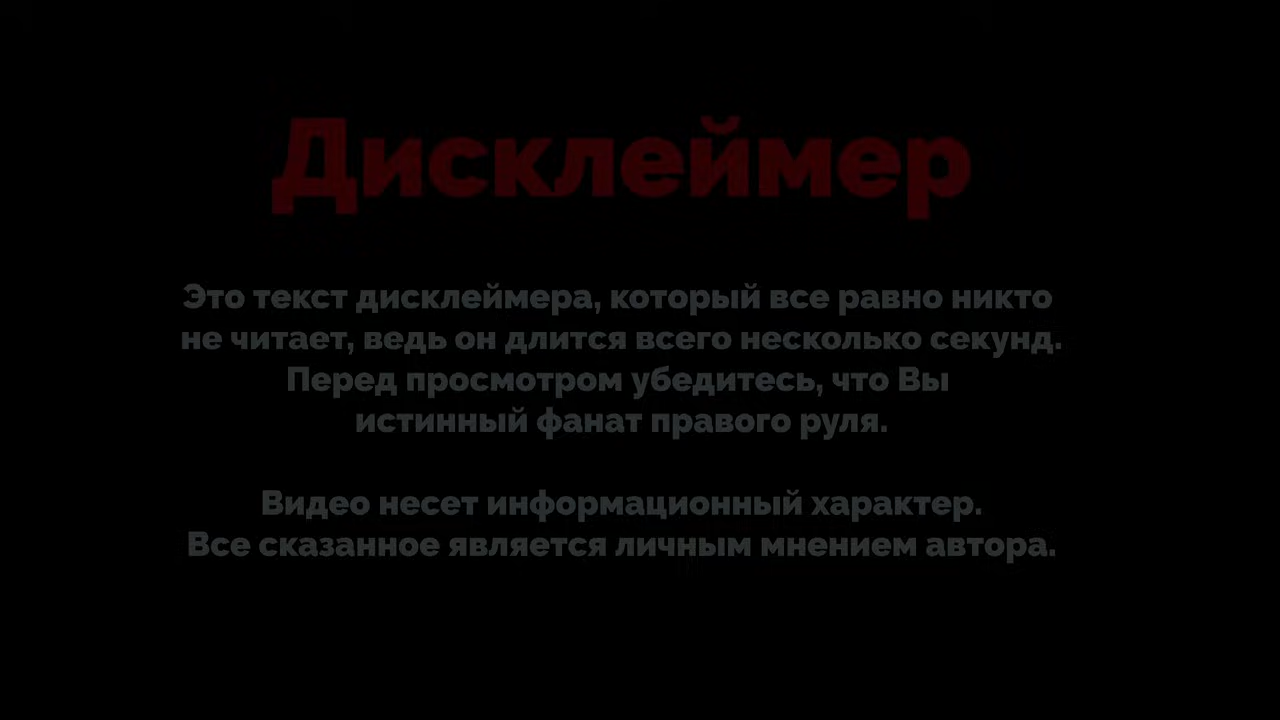 Дисклеймер
Это текст дисклеймера, который все равно никто
не читает, ведь он длится всего несколько секунд.
Перед просмотром убедитесь, что Вы
истинный фанат правого руля.
Видео несет информационный характер.
Все сказанное является личным мнением автора.